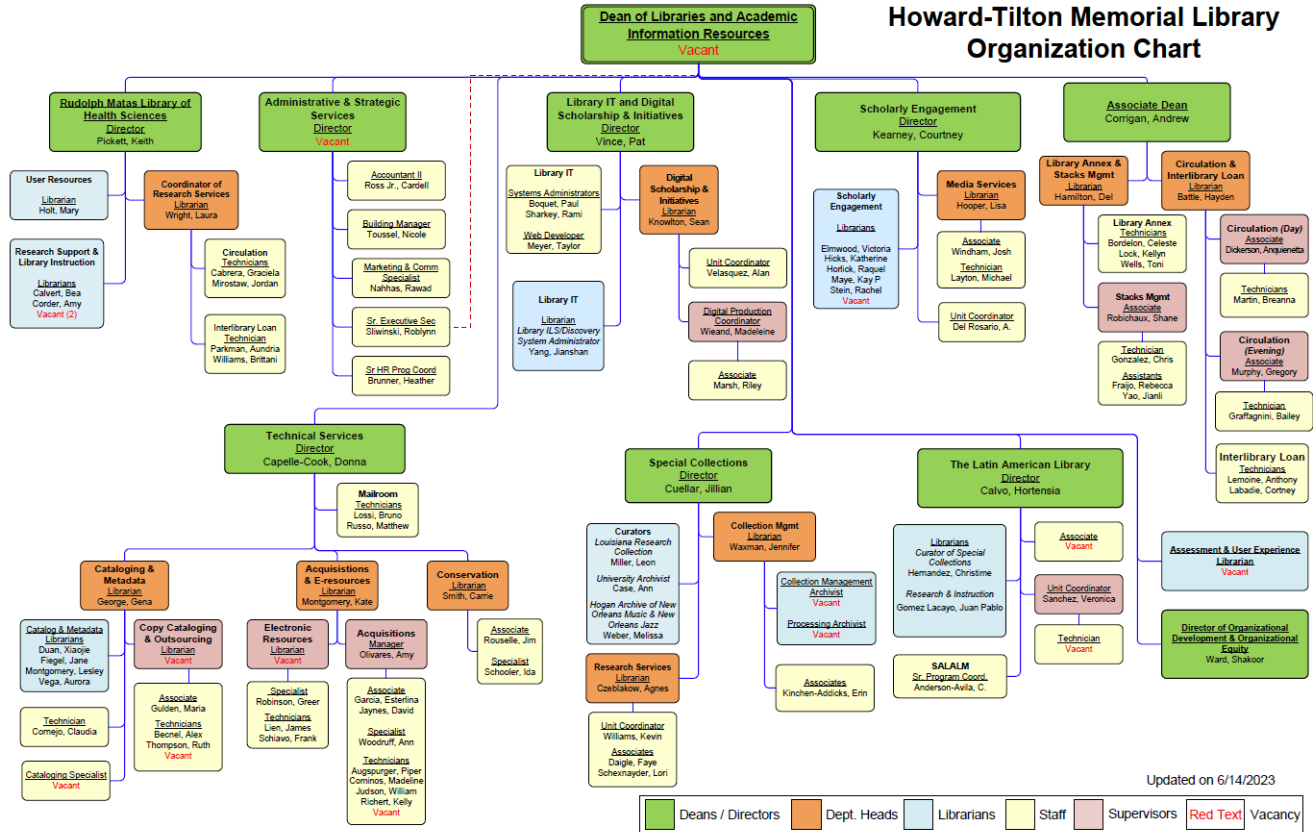 Howard-Tilton Memorial Library
Organization Chart
Dean of Libraries and Academic
Information Resources
Vacant
Rudolph Matas Library of
Health Sciences
Director
Pickett, Keith
User Resources
Librarian
Holt, Mary
Research Support &
Library Instruction
Librarians
Calvert, Bea
Corder, Amy
Vacant (2)
Coordinator of
Research Services
Librarian
Wright, Laura
Circulation
Technicians
Cabrera, Graciela
Mirostaw, Jordan
Interlibrary Loan
Technician
Parkman, Aundria
Williams, Brittani
Administrative & Strategic
Services
Director
Vacant
Accountant II
Ross Jr., Cardell
Building Manager
Toussel, Nicole
Marketing & Comm
Specialist
Nahhas, Rawad
Sr. Executive Sec
Sliwinski, Roblynn
Sr HR Prog Coord
Brunner, Heather
Library IT and Digital
Scholarship & Initiatives
Director
Vince, Pat
Library IT
Systems Administrators
Boquet, Paul
Sharkey, Rami
Web Developer
Meyer, Taylor
Library IT
Librarian
Library ILS/Discovery
System Administrator
Yang, Jianshan
Digital
Scholarship &
Initiatives
Librarian
Knowlton, Sean
Unit Coordinator
Velasquez, Alan
Digital Production
Coordinator
Wieand, Madeleine
Associate
Marsh, Riley
Scholarly Engagement
Director
Kearney, Courtney
Scholarly
Engagement
Librarians
Elmwood, Victoria
Hicks, Katherine
Horlick, Raquel
Maye, Kay P
Stein, Rachel
Vacant
Media Services
Librarian
Hooper, Lisa
Associate
Windham, Josh
Technician
Layton, Michael
Unit Coordinator
Del Rosario, A.
Associate Dean
Corrigan, Andrew
Library Annex &
Stacks Mgmt
Librarian
Hamilton, Del
Library Annex
Technicians
Bordelon, Celeste
Lock, Kellyn
Wells, Toni
Stacks Mgmt
Associate
Robichaux, Shane
Technician
Gonzalez, Chris
Assistants
Fraijo, Rebecca
Yao, Jianli
Circulation &
Interlibrary Loan
Librarian
Battle, Hayden
Circulation (Day)
Associate
Dickerson, Anquienetta
Technicians
Martin, Breanna
Circulation
(Evening)
Associate
Murphy, Gregory
Technician
Graffagnini, Bailey
Interlibrary Loan
Technicians
Lemoine, Anthony
Labadie, Cortney
Technical Services
Director
Capelle-Cook, Donna
Mailroom
Technicians
Lossi, Bruno
Russo, Matthew
Cataloging &
Metadata
Librarian
George, Gena
Catalog & Metadata
Librarians
Duan, Xiaojie
Fiegel, Jane
Montgomery, Lesley
Vega, Aurora
Technician
Cornejo, Claudia
Cataloging Specialist
Vacant
Copy Cataloging
& Outsourcing
Librarian
Vacant
Associate
Gulden, Maria
Technicians
Becnel, Alex
Thompson, Ruth
Vacant
Acquisitions
& E-resources
Librarian
Montgomery, Kate
Electronic
Resources
Librarian
Vacant
Specialist
Robinson, Greer
Technicians
Lien, James
Schiavo, Frank
Acquisitions
Manager
Olivares, Amy
Associate
Garcia, Esterlina
Jaynes, David
Specialist
Woodruff, Ann
Technicians
Augspurger, Piper
Cominos, Madeline
Judson, William
Richert, Kelly
Vacant
Conservation
Librarian
Smith, Carrie
Associate
Rouselle, Jim
Specialist
Schooler, Ida
Special Collections
Director
Cuellar, Jillian
Curators
Louisiana Research
Collection
Miller, Leon
University Archivist
Case, Ann
Hogan Archive of New
Orleans Music & New
Orleans Jazz
Weber, Melissa
Research Services
Librarian
Czeblakow, Agnes
Unit Coordinator
Williams, Kevin
Associates
Daigle, Faye
Schexnayder, Lori
Collection Mgmt
Librarian
Waxman, Jennifer
Collection Management
Archivist
Vacant
Processing Archivist
Vacant
Associates
Kinchen-Addicks, Erin
The Latin American Library
Director
Calvo, Hortensia
Librarians
Curator of Special
Collections
Hernandez, Christime
Research & Instruction
Gomez Lacayo, Juan Pablo
SALALM
Sr. Program Coord.
Anderson-Avila, C.
Associate
Vacant
Unit Coordinator
Sanchez, Veronica
Technician
Vacant
Assessment & User Experience
Librarian
Vacant
Director of Organizational
Development & Organizational
Equity
Ward, Shakoor
Updated on 6/14/2023
Deans / Directors
Dept. Heads
Librarians
Staff
Supervisors
Red Text
Vacancy